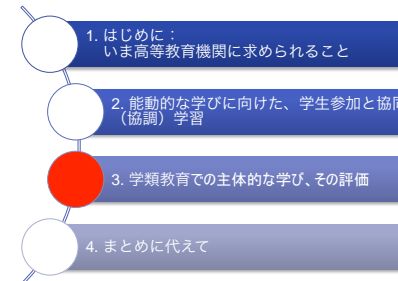 1. はじめに：
いま高等教育機関に求められること
2. 能動的な学びに向けた、学生参加と協同
（協調）学習
3. 学類教育での主体的な学び、その評価
4. まとめに代えて